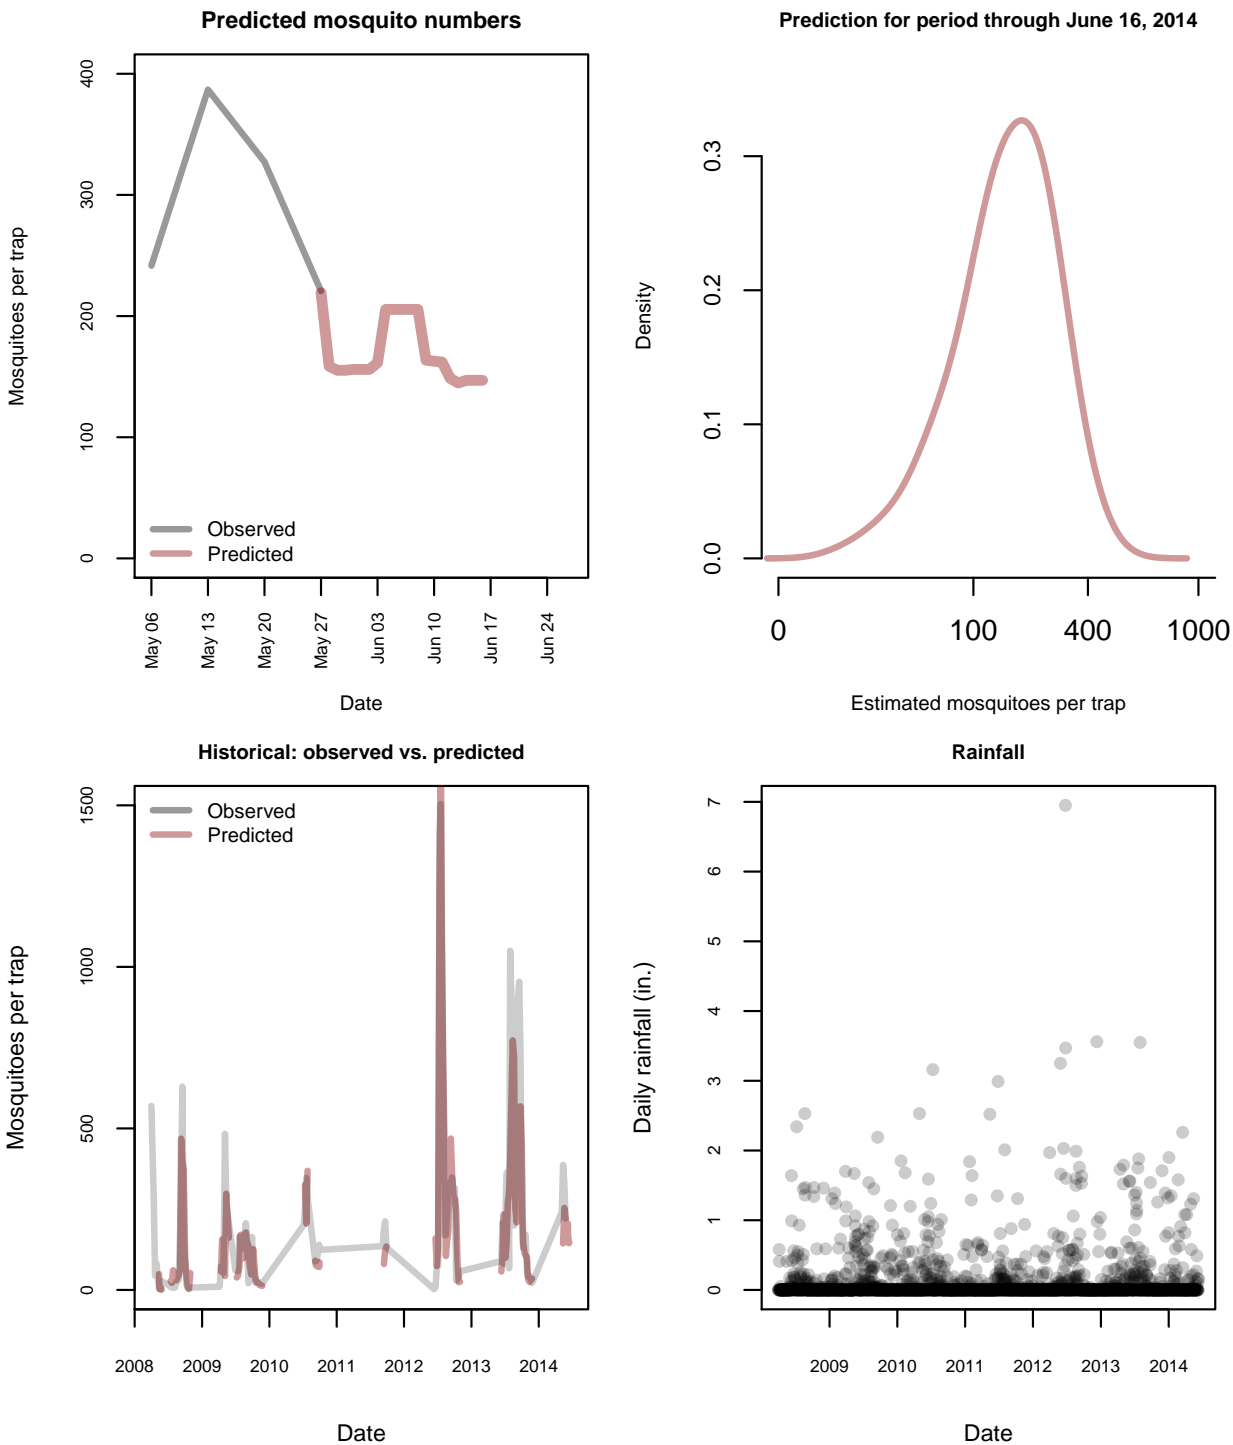 Predicted mosquito numbers
Mosquitoes per trap
400
300
200
100
0
Observed
Predicted
May 06
May 13
May 20
May 27
Jun 03
Jun 10
Jun 17
Jun 24
Date
Prediction for period through June 16, 2014
Density
0.3
0.2
0.1
0.0
0
100
400
1000
Estimated mosquitoes per trap
Historical: observed vs. predicted
Mosquitoes per trap
1500
1000
500
0
Observed
Predicted
2008
2009
2010
2011
2012
2013
2014
Date
Rainfall
Daily rainfall (in.)
7
6
5
4
3
2
1
0
2009
2010
2011
2012
2013
2014
Date